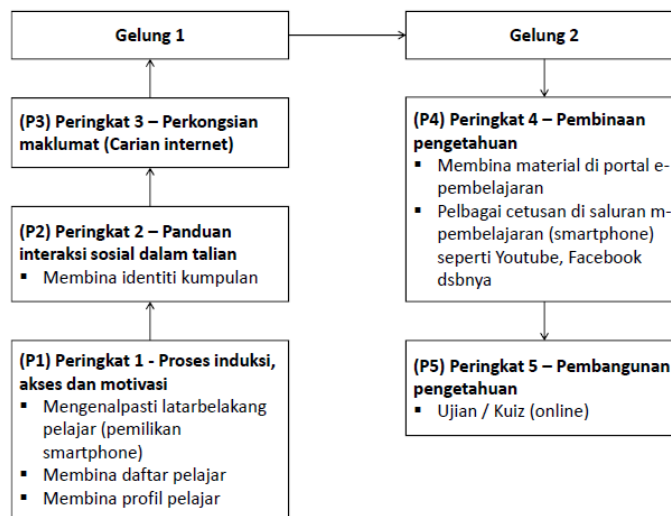 Gelung 1
Gelung 2
(P3) Peringkat 3 – Perkongsian
maklumat (Carian internet)
(P2) Peringkat 2 – Panduan
interaksi sosial dalam talian
▪ Membina identiti kumpulan
(P1) Peringkat 1 - Proses induksi,
akses dan motivasi
▪ Mengenalpasti latarbelakang
pelajar (pemilikan
smartphone)
▪ Membina daftar pelajar
▪ Membina profil pelajar
(P4) Peringkat 4 – Pembinaan
pengetahuan
▪ Membina material di portal e-
pembelajaran
▪ Pelbagai cetusan di saluran m-
pembelajaran (smartphone)
seperti Youtube, Facebook
dsbnya
(P5) Peringkat 5 – Pembangunan
pengetahuan
▪ Ujian / Kuiz (online)